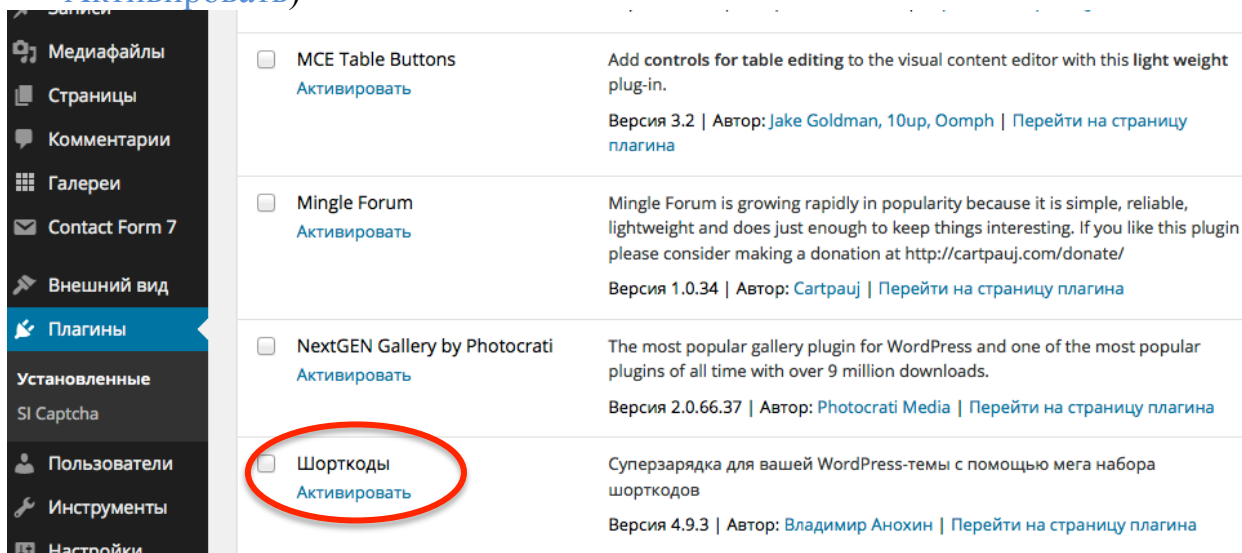 Активировать)
Записи
Медиафайлы
Страницы
Комментарии
Галереи
Contact Form 7
Внешний вид
Плагины
Установленные
SI Captcha
Пользователи
Инструменты
Настройки
MCE Table Buttons
Активировать
Add controls for table editing to the visual content editor with this light weight
plug-in.
Версия 3.2 | Автор: Jake Goldman, 10up, Oomph | Перейти на страницу
плагина
Mingle Forum
Активировать
Mingle Forum is growing rapidly in popularity because it is simple, reliable,
lightweight and does just enough to keep things interesting. If you like this plugin
please consider making a donation at http://cartpauj.com/donate/
Версия 1.0.34 | Автор: Cartpauj | Перейти на страницу плагина
NextGEN Gallery by Photocrati
Активировать
The most popular gallery plugin for WordPress and one of the most popular
plugins of all time with over 9 million downloads.
Версия 2.0.66.37 | Автор: Photocrati Media | Перейти на страницу плагина
Шорткоды
Активировать
Суперзарядка для вашей WordPress-темы с помощью мега набора
шорткодов
Версия 4.9.3 | Автор: Владимир Анохин | Перейти на страницу плагина